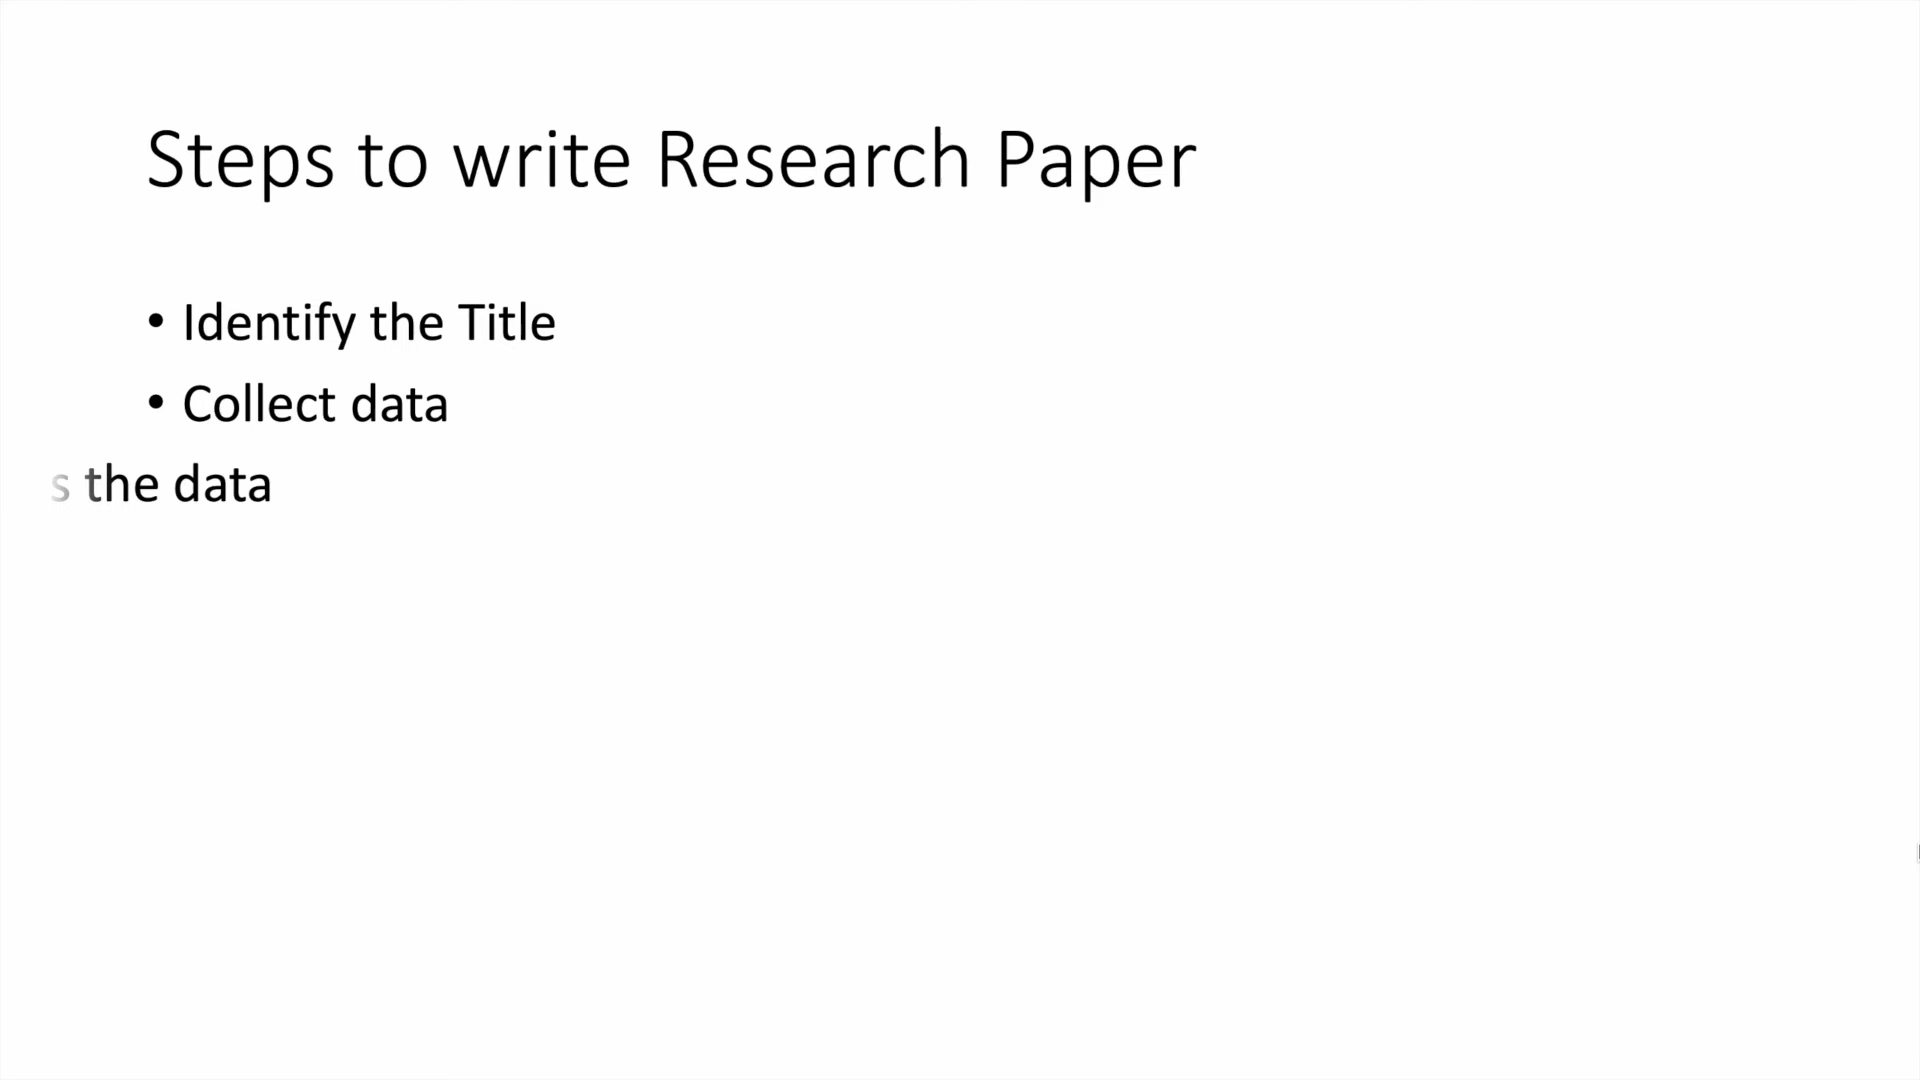 Steps to write Research Paper
• Identify the Title
• Collect data
s the data